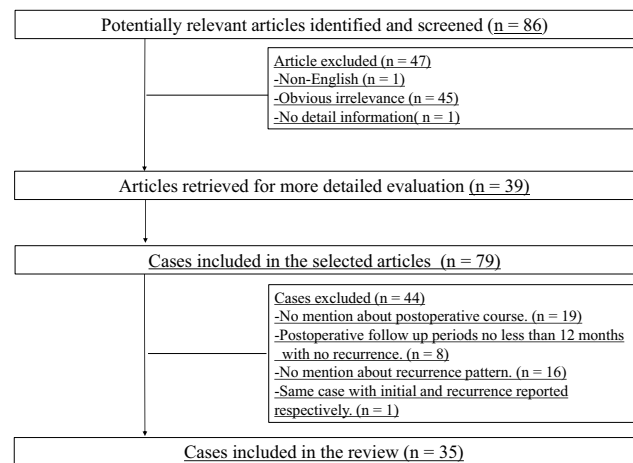 Potentially relevant articles identified and screened (n = 86)
Article excluded (n = 47)
-Non-English (n = 1)
-Obvious irrelevance (n = 45)
-No detail information( n = 1)
Articles retrieved for more detailed evaluation (n = 39)
Cases included in the selected articles (n = 79)
Cases excluded (n = 44)
-No mention about postoperative course. (n = 19)
-Postoperative follow up periods no less than 12 months
with no recurrence. (n = 8)
-No mention about recurrence pattern. (n = 16)
-Same case with initial and recurrence reported
respectively. (n = 1)
Cases included in the review (n = 35)